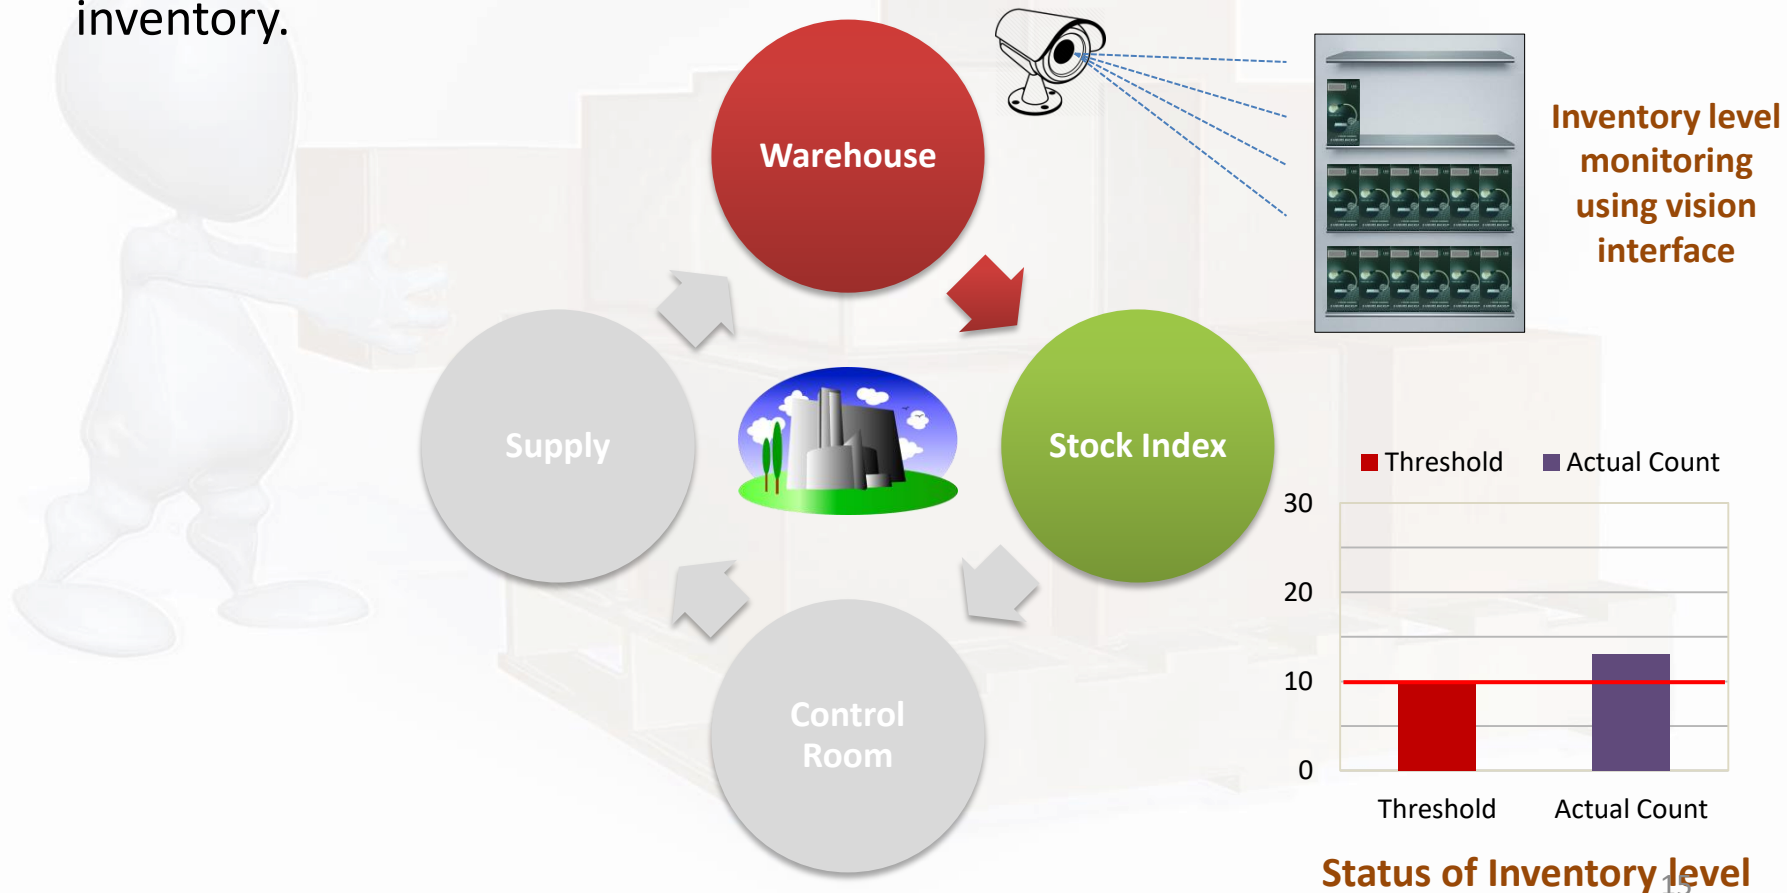 inventory.
Warehouse
Inventory level
monitoring
using vision
interface
Supply
Stock Index
Threshold Actual Count
30
20
10
0
Control
Room
Threshold Actual Count
Status of Inventory level
15